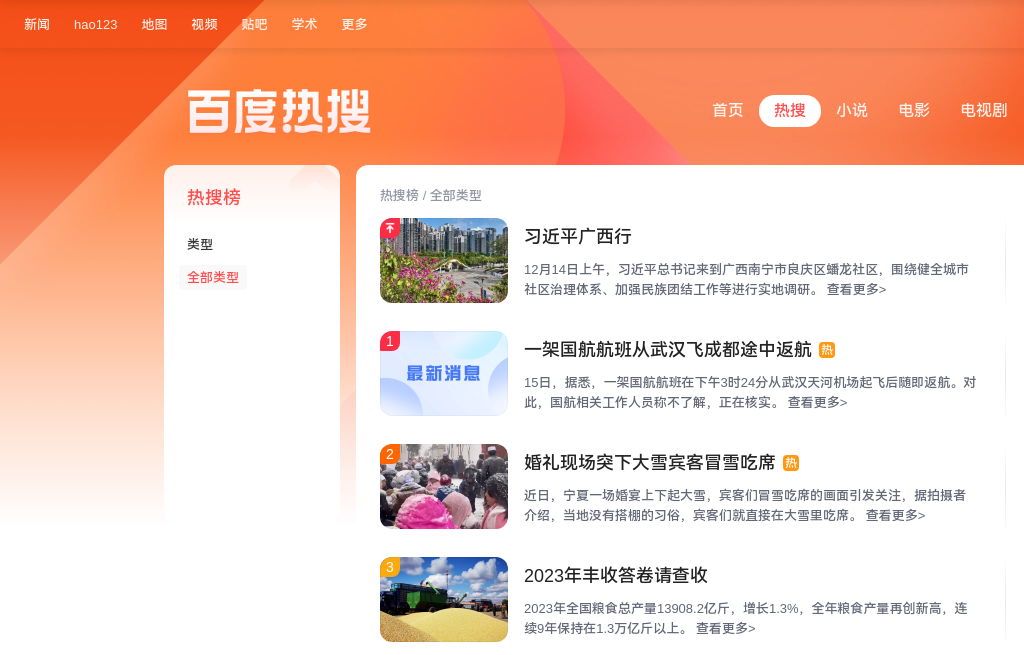 新闻 hao123 地图 视频 贴吧 学术 更多
百度热搜
首页 热搜 小说 电影 电视剧
热搜榜
类型
全部类型
热搜榜 / 全部类型
习近平广西行
12月14日上午，习近平总书记来到广西南宁市良庆区蟠龙社区，围绕健全城市
社区治理体系、加强民族团结工作等进行实地调研。 查看更多>
1
最新消息
一架国航航班从武汉飞成都途中返航 热
15日，据悉，一架国航航班在下午3时24分从武汉天河机场起飞后随即返航。对
此，国航相关工作人员称不了解，正在核实。 查看更多>
2
婚礼现场突下大雪宾客冒雪吃席 热
近日，宁夏一场婚宴上下起大雪，宾客们冒雪吃席的画面引发关注，据拍摄者
介绍，当地没有搭棚的习俗，宾客们就直接在大雪里吃席。 查看更多>
3
2023年丰收答卷请查收
2023年全国粮食总产量13908.2亿斤，增长1.3%，全年粮食产量再创新高，连
续9年保持在1.3万亿斤以上。 查看更多>